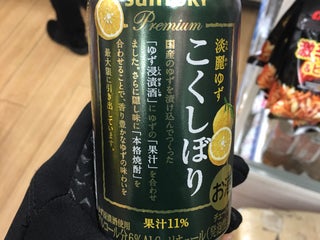 SUNTORY
Premium
淡麗ゆず
こくしぼり
国産のゆずを漬け込んでつくった
「ゆず浸漬酒」にゆずの「果汁」を合わせ
ました。さらに隠し味に「本格焼酎」を
合わせることで、香り豊かなゆずの味わいを
最大限に引き出しています。
お酒
果汁11%